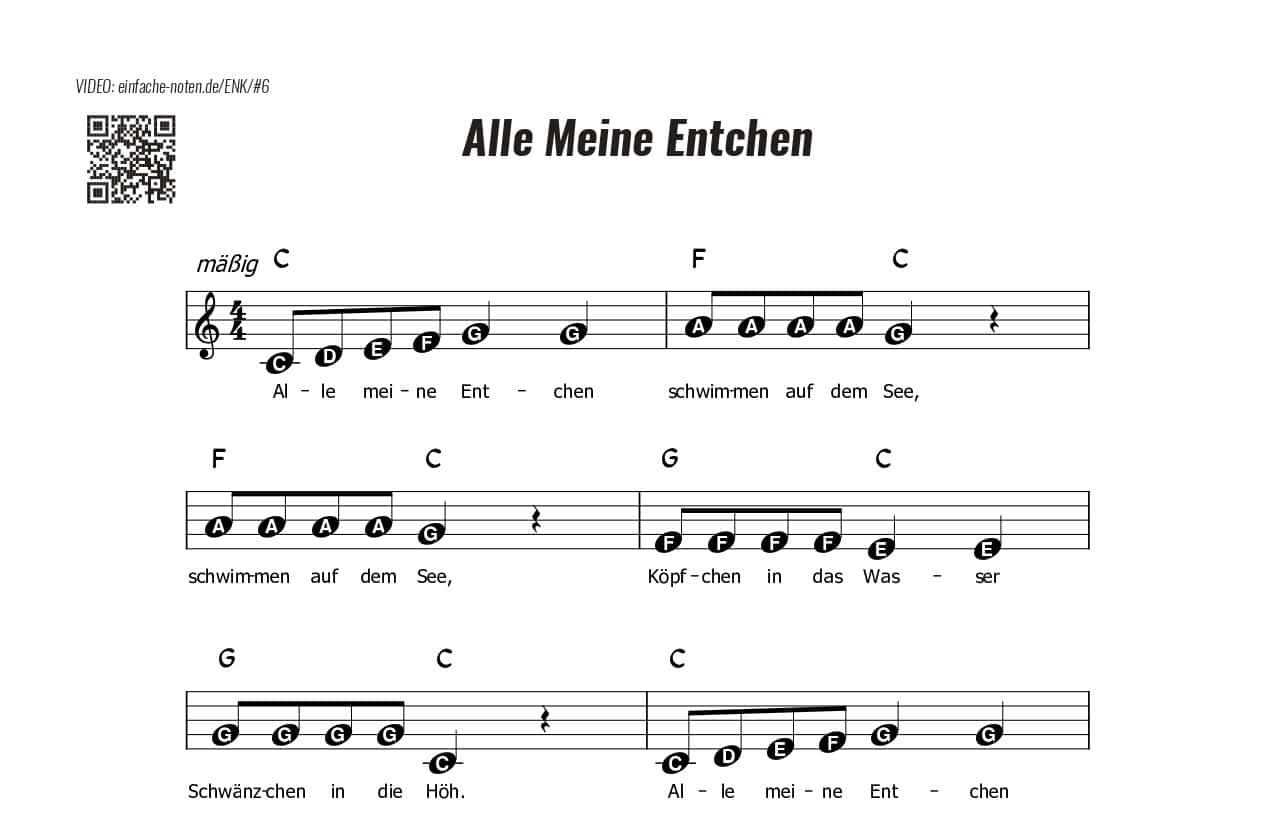 VIDEO: einfache-noten.de/ENK/#6
Alle Meine Entchen
mäßig C F C
4
4
C D E F G G A A A A G
Al – le mei – ne Ent – chen schwim-men auf dem See,
F C G C
A A A A G F F F F E E
schwim-men auf dem See, Köpf – chen in das Was – ser
G C C
G G G G C C D E F G G
Schwänz-chen in die Höh. Al – le mei – ne Ent – chen